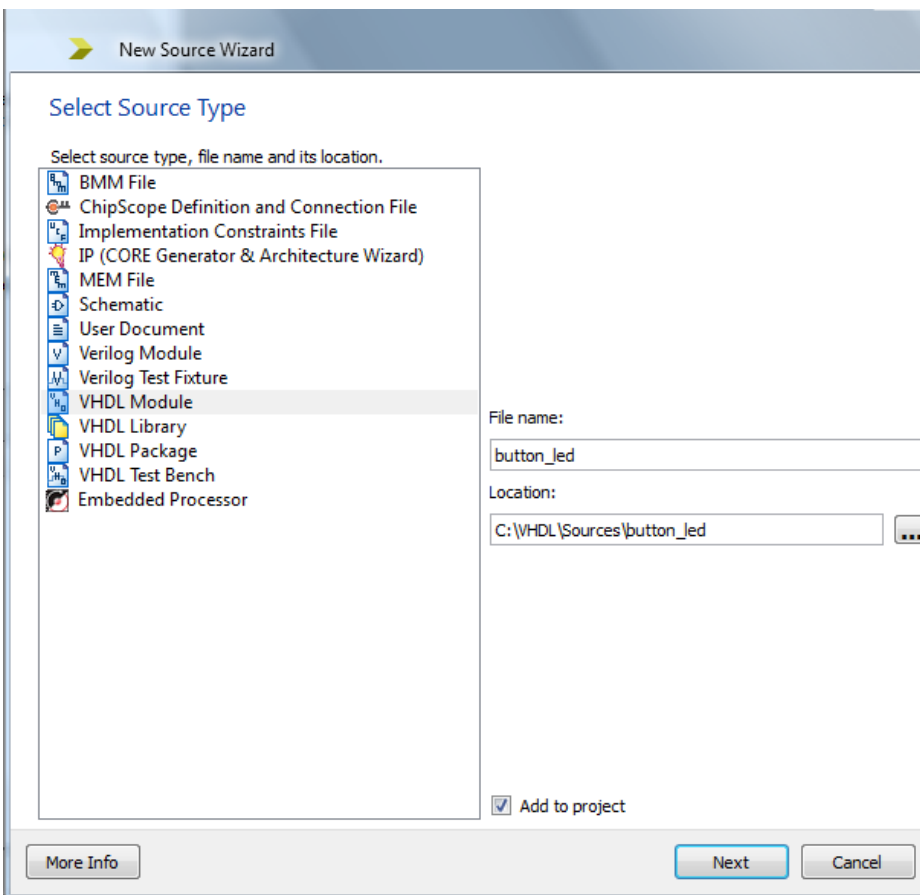 New Source Wizard
Select Source Type
Select source type, file name and its location.
BMM File
ChipScope Definition and Connection File
Implementation Constraints File
IP (CORE Generator & Architecture Wizard)
MEM File
Schematic
User Document
Verilog Module
Verilog Test Fixture
VHDL Module
VHDL Library
VHDL Package
VHDL Test Bench
Embedded Processor
File name:
button_led
Location:
C:\VHDL\Sources\button_led
...
Add to project
More Info
Next
Cancel